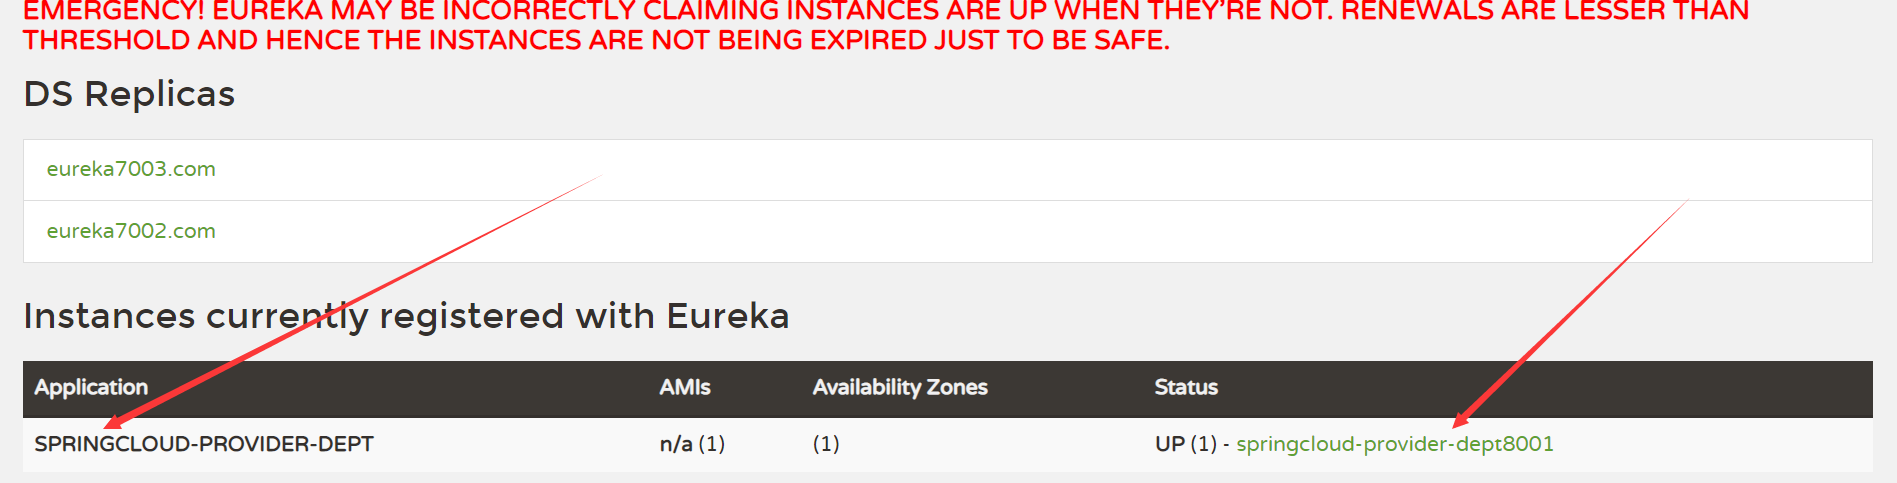 EMERGENCY! EUREKA MAY BE INCORRECTLY CLAIMING INSTANCES ARE UP WHEN THEY'RE NOT. RENEWALS ARE LESSER THAN
THRESHOLD AND HENCE THE INSTANCES ARE NOT BEING EXPIRED JUST TO BE SAFE.
DS Replicas
eureka7003.com
eureka7002.com
Instances currently registered with Eureka
Application AMIs Availability Zones Status
SPRINGCLOUD-PROVIDER-DEPT n/a (1) (1) UP (1) - springcloud-provider-dept8001